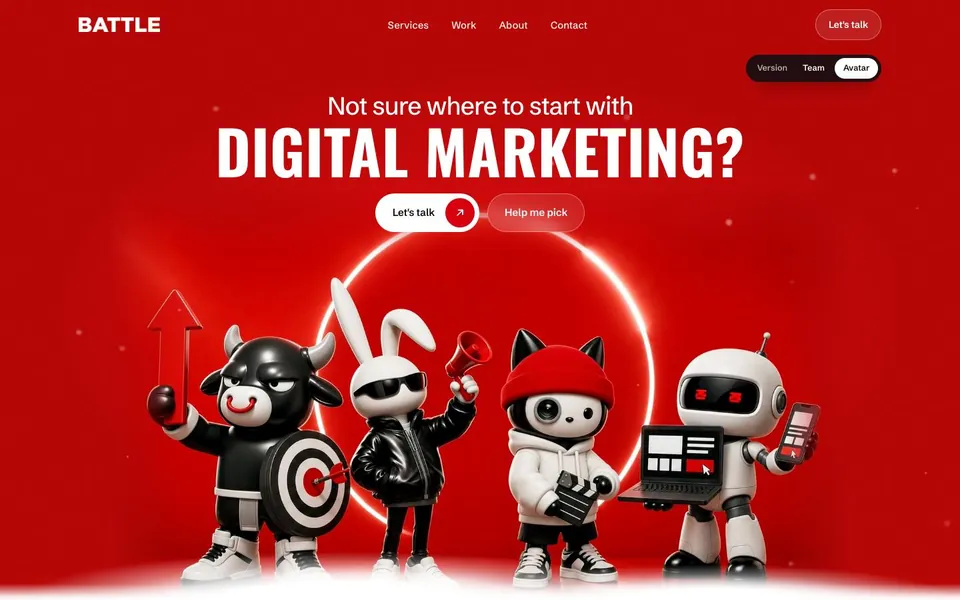 BATTLE
Services Work About Contact
Let's talk
Version Team Avatar
Not sure where to start with
DIGITAL MARKETING?
Let's talk
Help me pick